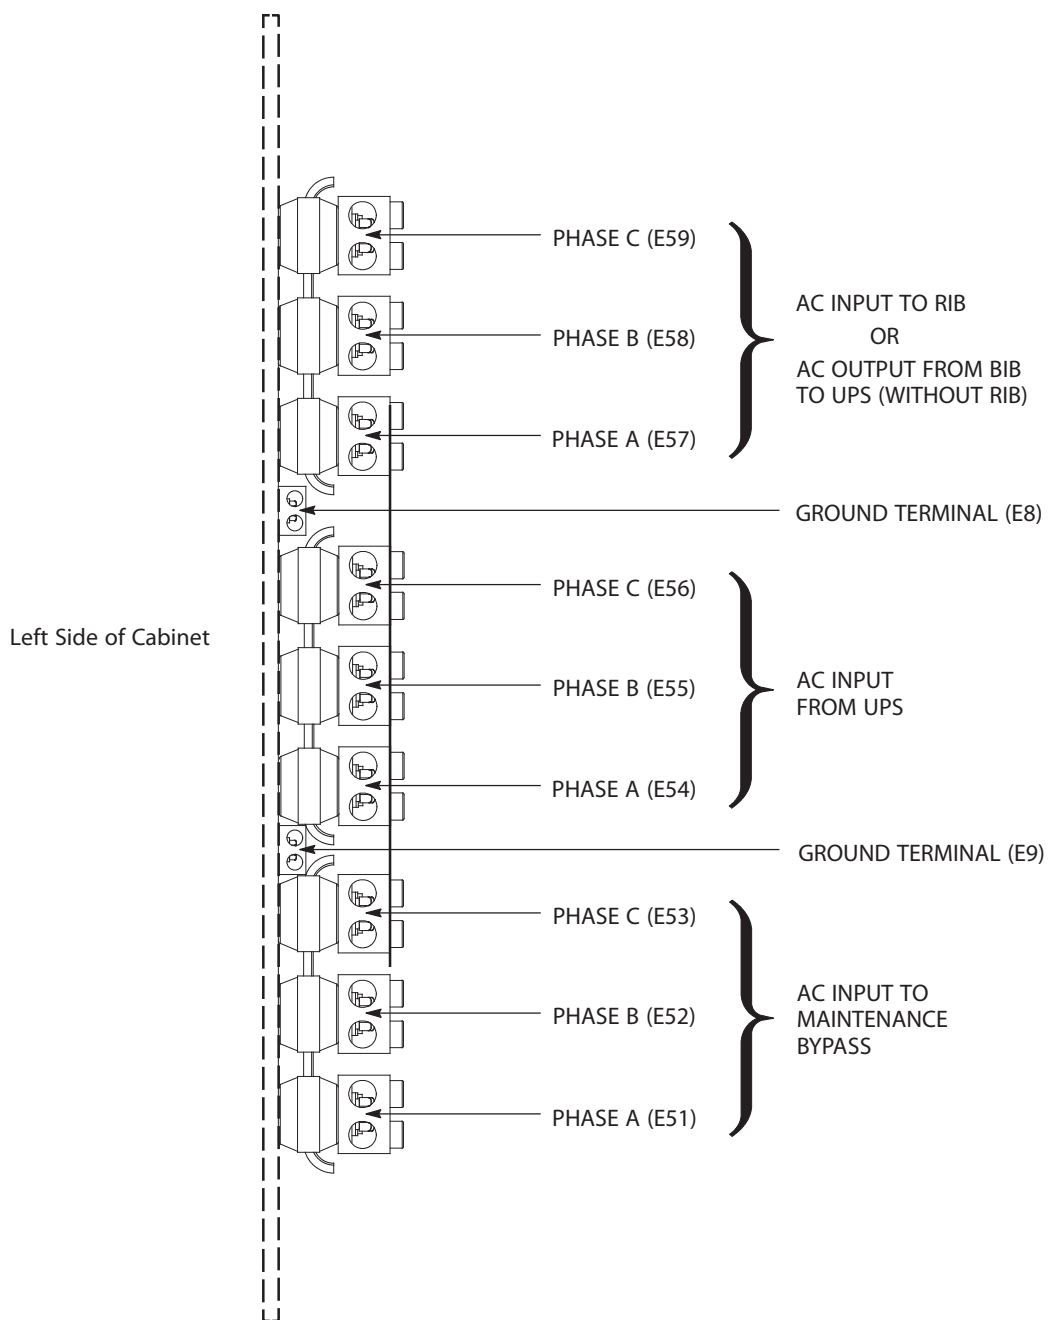 PHASE C (E59)
PHASE B (E58)
PHASE A (E57)
AC INPUT TO RIB
OR
AC OUTPUT FROM BIB
TO UPS (WITHOUT RIB)
GROUND TERMINAL (E8)
Left Side of Cabinet
PHASE C (E56)
PHASE B (E55)
PHASE A (E54)
AC INPUT
FROM UPS
GROUND TERMINAL (E9)
PHASE C (E53)
PHASE B (E52)
PHASE A (E51)
AC INPUT TO
MAINTENANCE
BYPASS